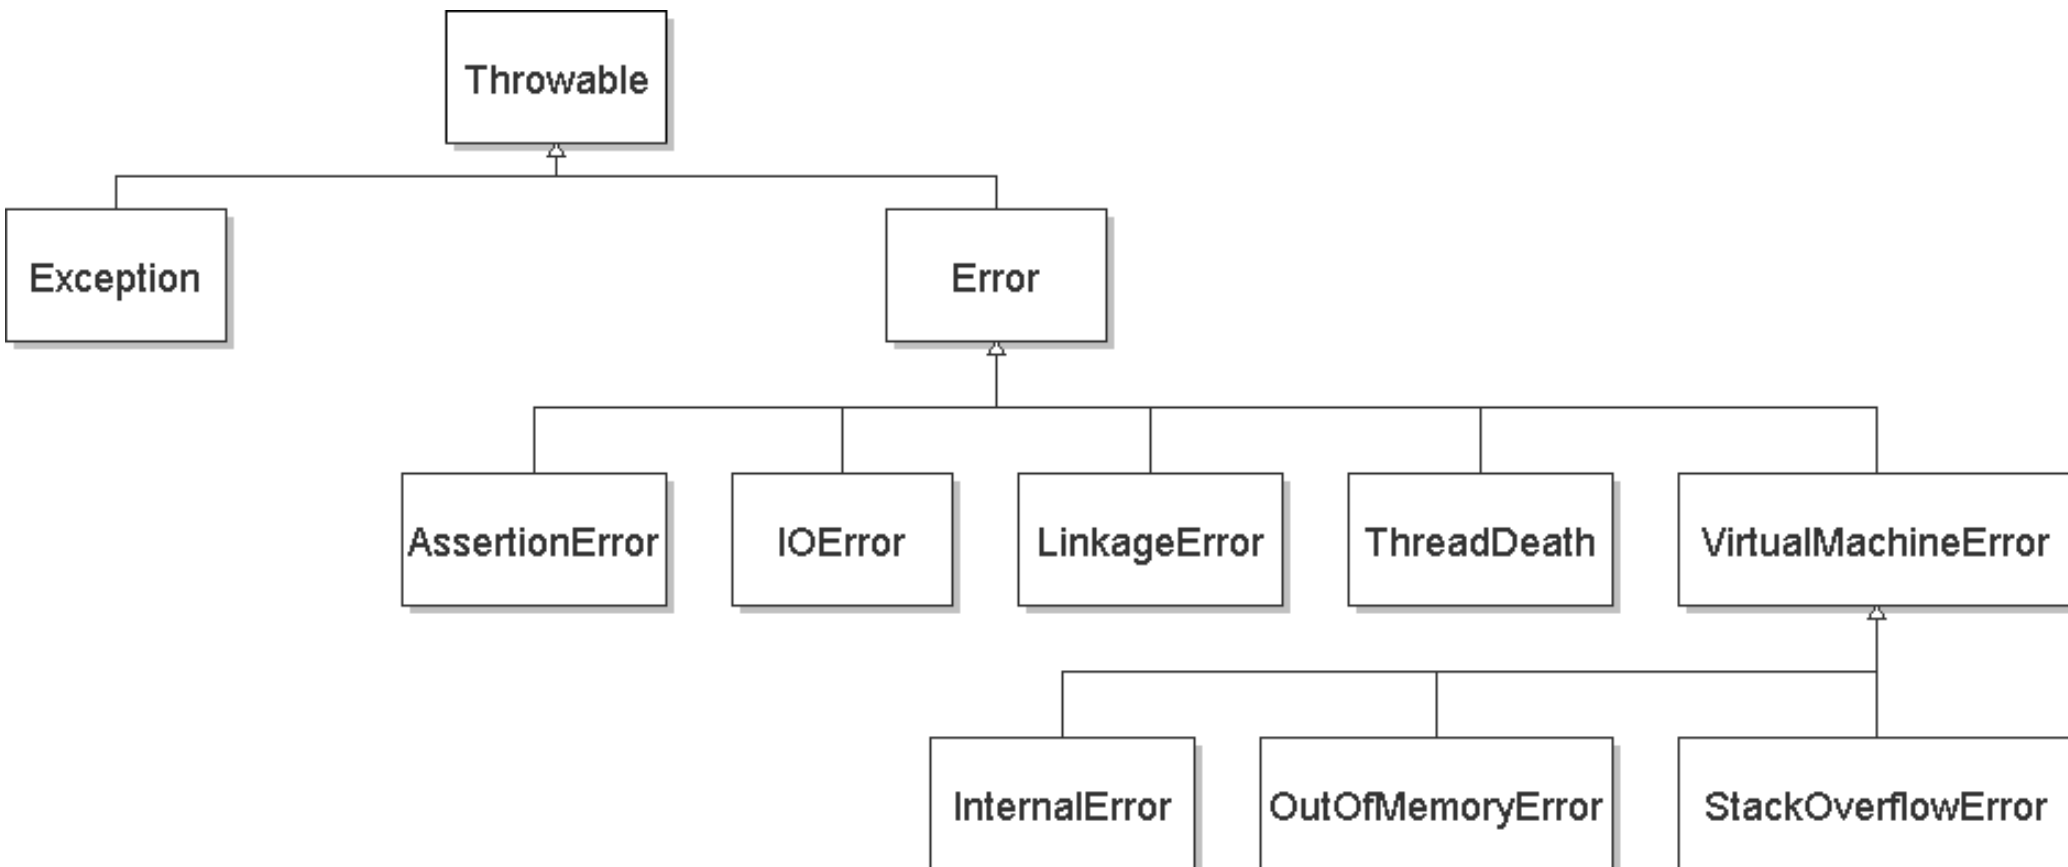 Throwable
Exception
Error
AssertionError
IOError
LinkageError
ThreadDeath
VirtualMachineError
InternalError
OutOfMemoryError
StackOverflowError